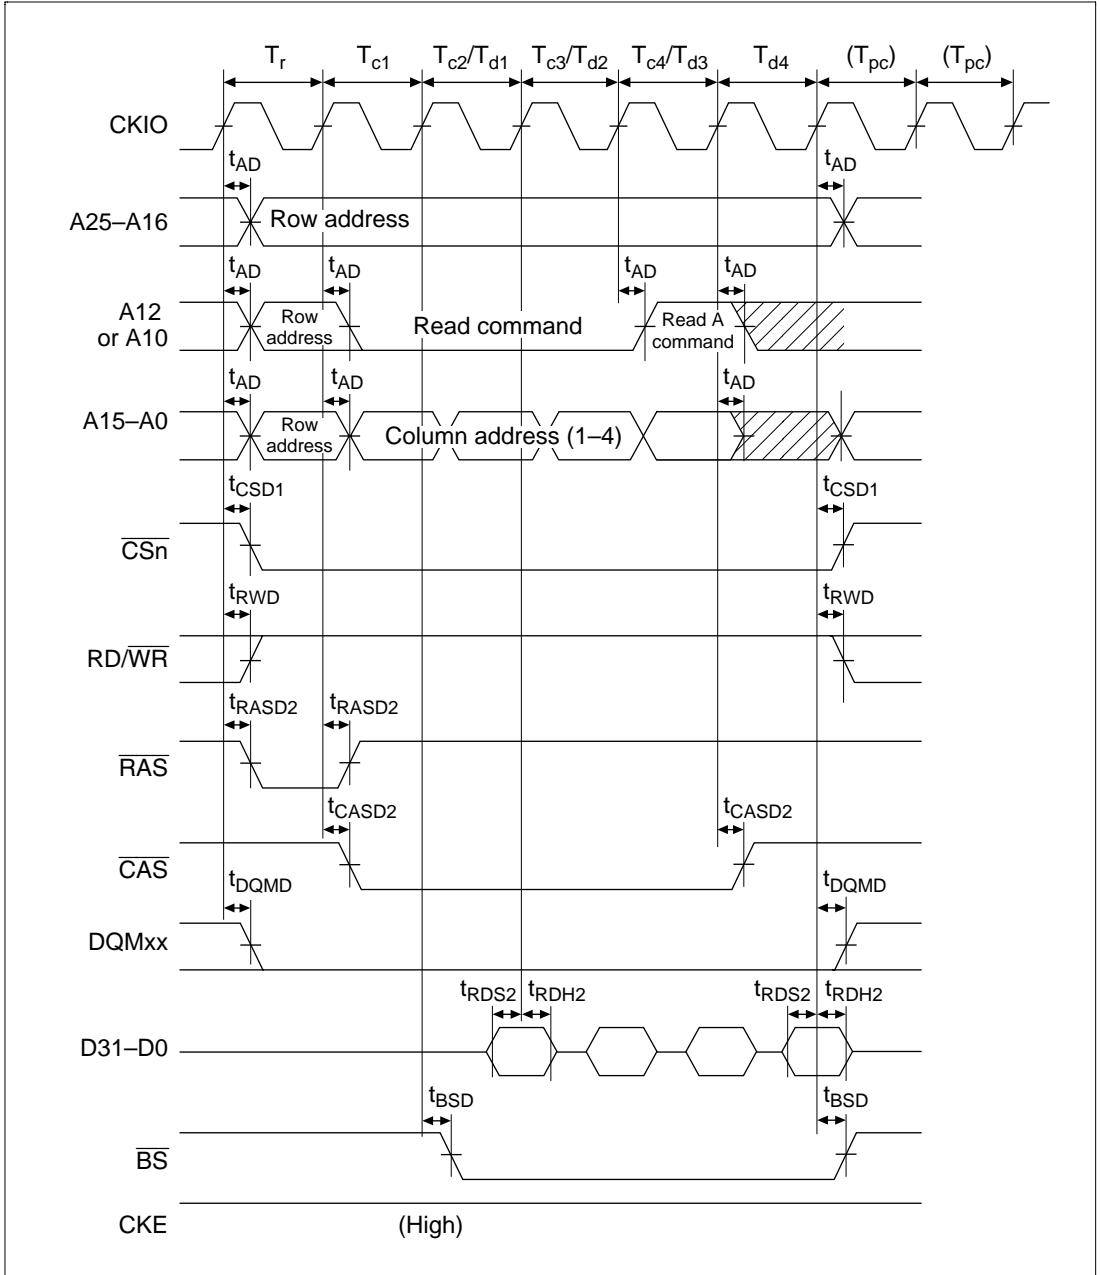 Tr Tc1 Tc2/Td1 Tc3/Td2 Tc4/Td3 Td4 (Tpc) (Tpc)
CKIO
tAD tAD
A25–A16 Row address
tAD tAD tAD tAD
A12 or A10 Row address Read command Read A command
tAD tAD tAD
A15–A0 Row address Column address (1–4)
tCSD1 tCSD1
CSn
tRWD tRWD
RD/WR
tRASD2 tRASD2
RAS
tCASD2 tCASD2
CAS
tDQMD tDQMD
DQMxx
tRDS2 tRDH2 tRDS2 tRDH2
D31–D0
tBSD tBSD
BS
CKE (High)